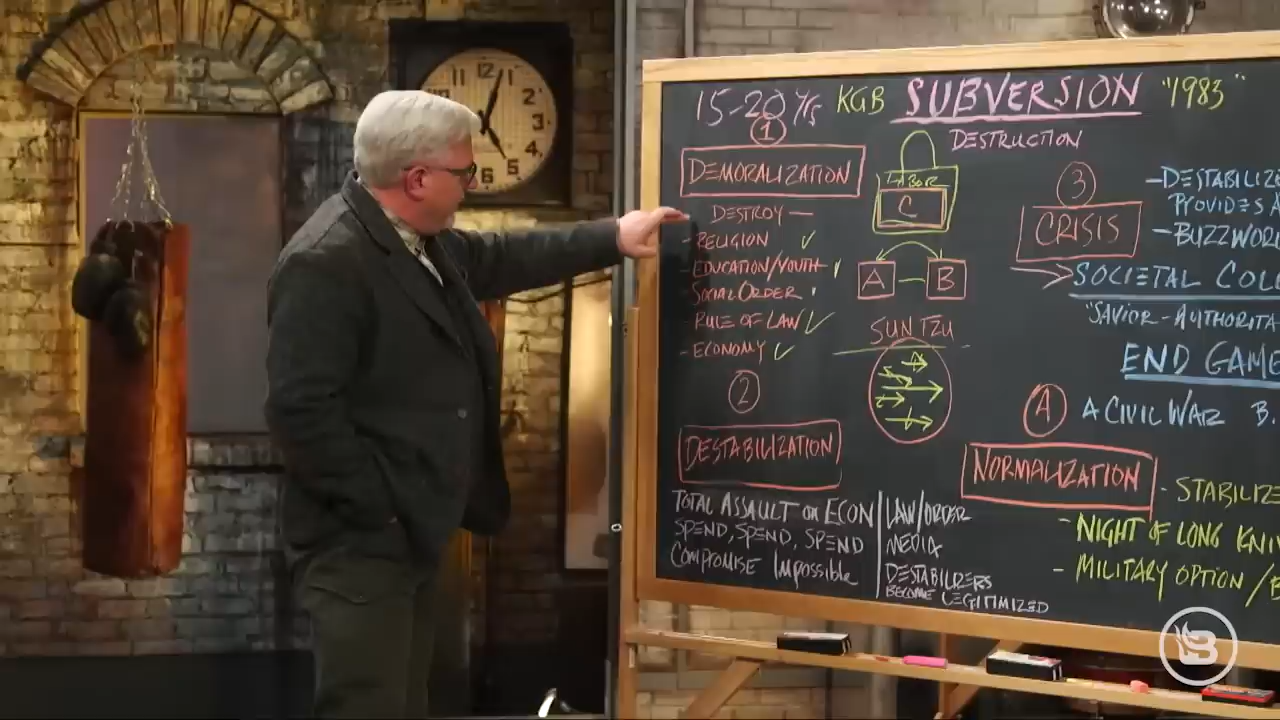 15-20 Yrs KGB SUBVERSION "1983"
DESTRUCTION
1
DEMORALIZATION
DESTROY —
- RELIGION ✓
- EDUCATION/YOUTH ✓
- SOCIAL ORDER
- RULE OF LAW ✓
- ECONOMY ✓
2
DESTABILIZATION
TOTAL ASSAULT on ECON
SPEND, SPEND, SPEND
COMPROMISE IMPOSSIBLE
LAW/ORDER
MEDIA
DESTABILIZERS
BECOME LEGITIMIZED
LABOR
C
A — B
SUN TZU
3
CRISIS
- DESTABILIZE
PROVIDES A
- BUZZWOR
SOCIETAL COL
"SAVIOR - AUTHORITA
END GAME
4
A CIVIL WAR B.
NORMALIZATION
- STABILIZE
- NIGHT OF LONG KNI
- MILITARY OPTION /
11 12
2
3
4
5
6
B